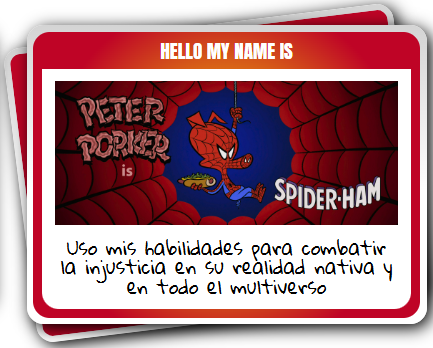 HELLO MY NAME IS
PETER
PORKER
is
SPIDER-HAM
Uso mis habilidades para combatir
la injusticia en su realidad nativa y
en todo el multiverso